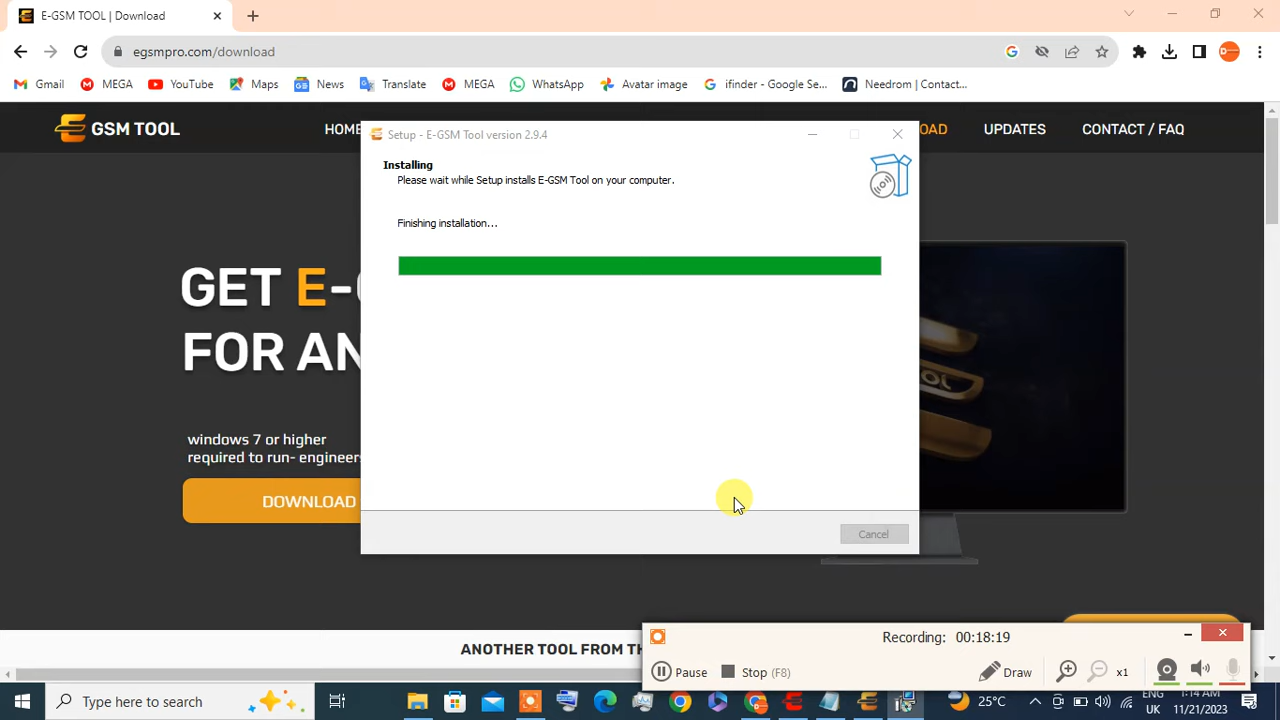 E-GSM TOOL | Download
egsmpro.com/download
Gmail
MEGA
YouTube
Maps
News
Translate
MEGA
WhatsApp
Avatar image
ifinder - Google Se...
Needrom | Contact...
GSM TOOL
HOME
OAD
UPDATES
CONTACT / FAQ
Setup - E-GSM Tool version 2.9.4
Installing
Please wait while Setup installs E-GSM Tool on your computer.
Finishing installation...
GET E-
FOR AN
windows 7 or higher
required to run- engineers
DOWNLOAD
Cancel
ANOTHER TOOL FROM
Recording: 00:18:19
Pause
Stop (F8)
Draw
x1
Type here to search
25°C
ENG
UK
1:14 AM
11/21/2023